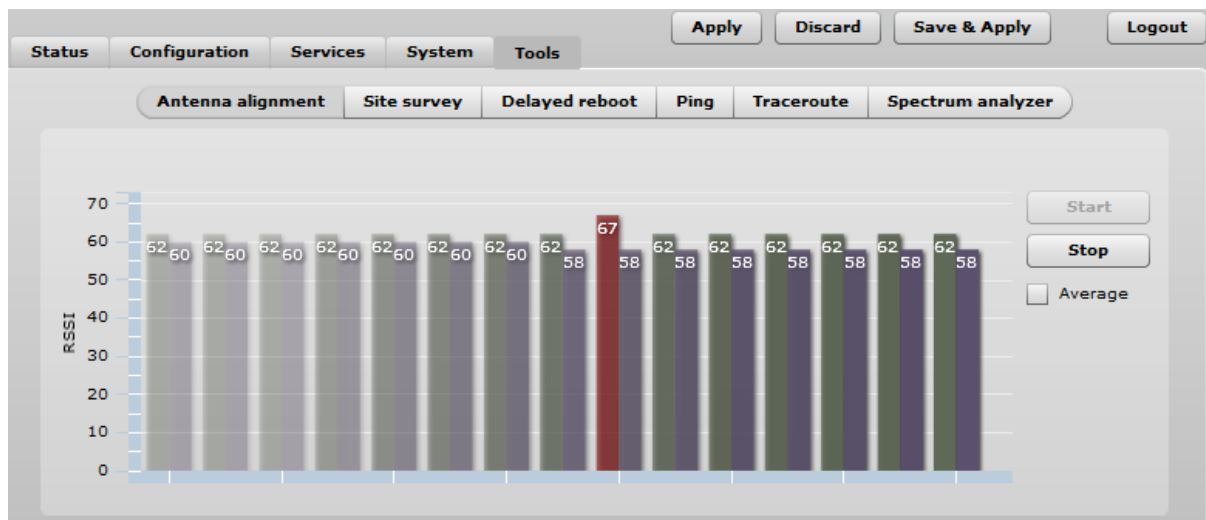 Apply Discard Save & Apply Logout
Status Configuration Services System Tools
Antenna alignment Site survey Delayed reboot Ping Traceroute Spectrum analyzer
RSSI
70
60
50
40
30
20
10
0
62 60 62 60 62 60 62 60 62 60 62 60 62 60 62 58 67 58 62 58 62 58 62 58 62 58 62 58 62 58
Start
Stop
Average